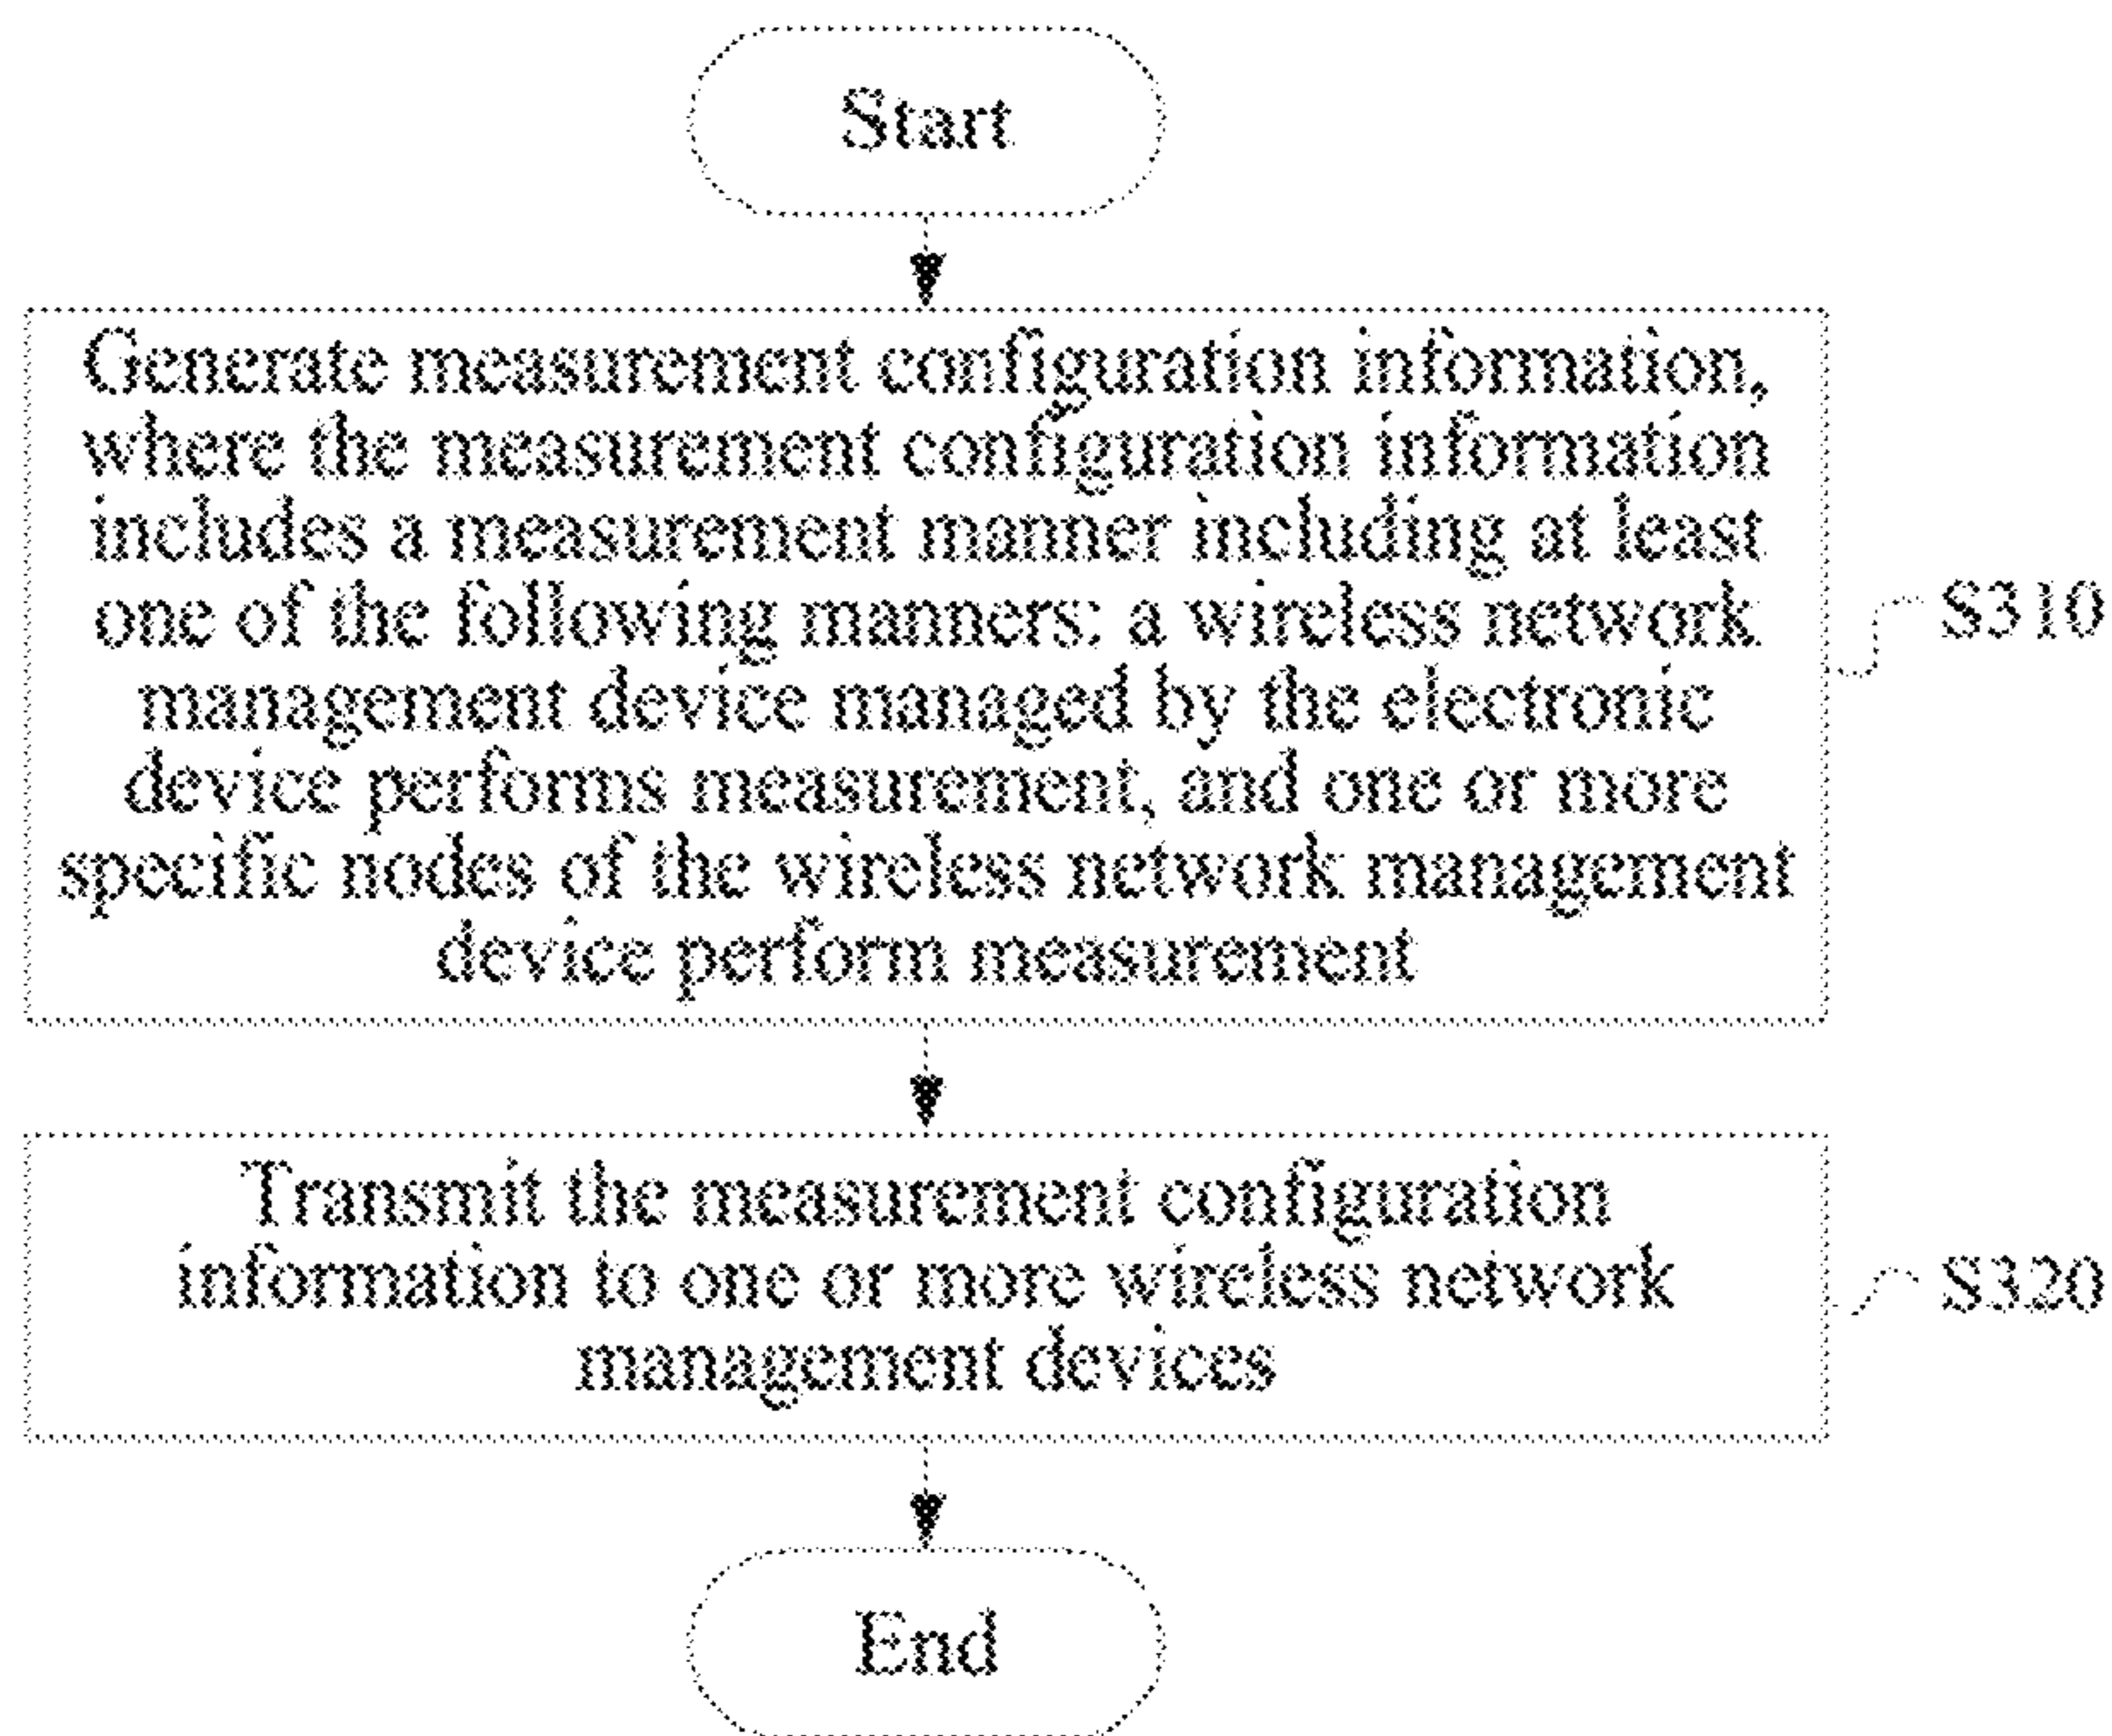 Start
Generate measurement configuration information,
where the measurement configuration information
includes a measurement manner including at least
one of the following manners: a wireless network
management device managed by the electronic
device performs measurement, and one or more
specific nodes of the wireless network management
device perform measurement
S310
Transmit the measurement configuration
information to one or more wireless network
management devices
S320
End